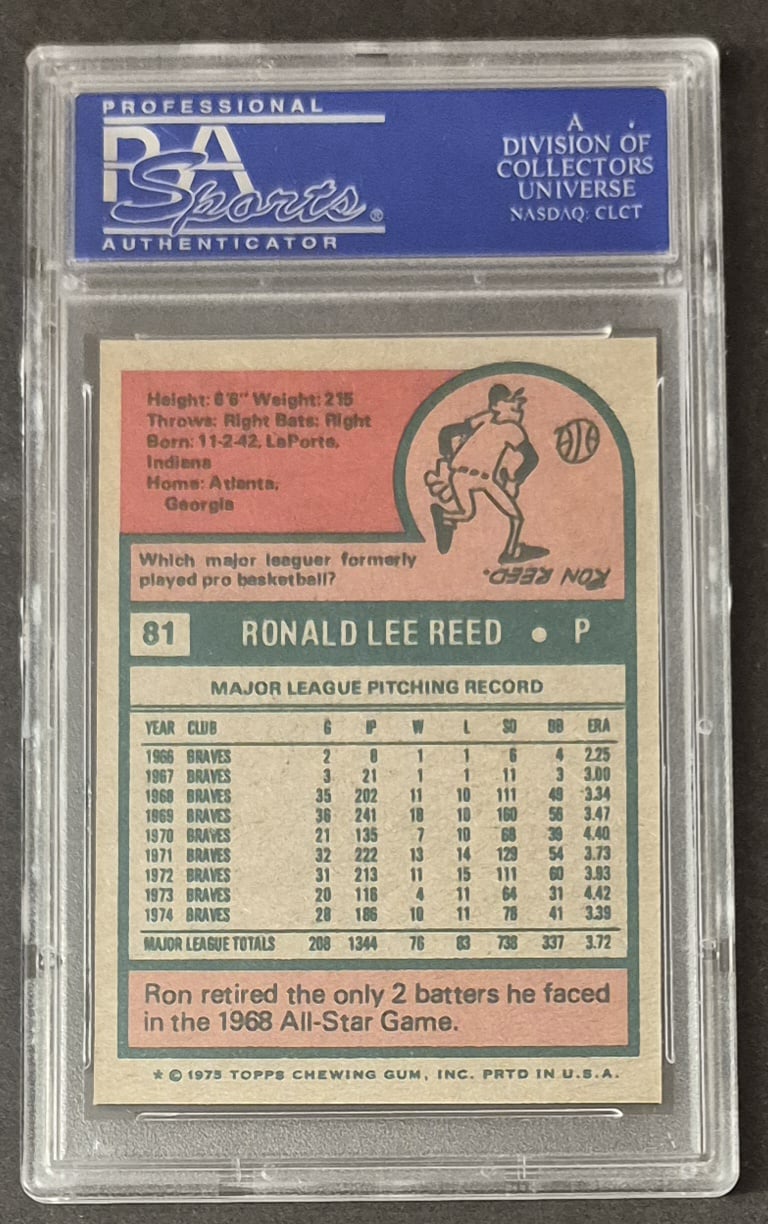 PROFESSIONAL
PSA
Sports®
AUTHENTICATOR
A
DIVISION OF
COLLECTORS
UNIVERSE
NASDAQ: CLCT
Height: 6'6" Weight: 215
Throws: Right Bats: Right
Born: 11-2-42, LaPorte,
Indiana
Home: Atlanta,
Georgia
Which major leaguer formerly
played pro basketball?
RON REED.
81 RONALD LEE REED • P
MAJOR LEAGUE PITCHING RECORD
YEAR CLUB G IP W L SO BB ERA
1966 BRAVES 2 8 1 1 6 4 2.25
1967 BRAVES 3 21 1 1 11 3 3.00
1968 BRAVES 35 202 11 10 111 49 3.34
1969 BRAVES 36 241 18 10 160 56 3.47
1970 BRAVES 21 135 7 10 68 39 4.40
1971 BRAVES 32 222 13 14 129 54 3.73
1972 BRAVES 31 213 11 15 111 60 3.93
1973 BRAVES 20 116 4 11 64 31 4.42
1974 BRAVES 28 186 10 11 78 41 3.39
MAJOR LEAGUE TOTALS 208 1344 76 83 738 337 3.72
Ron retired the only 2 batters he faced
in the 1968 All-Star Game.
* © 1975 TOPPS CHEWING GUM, INC. PRTD IN U.S.A.